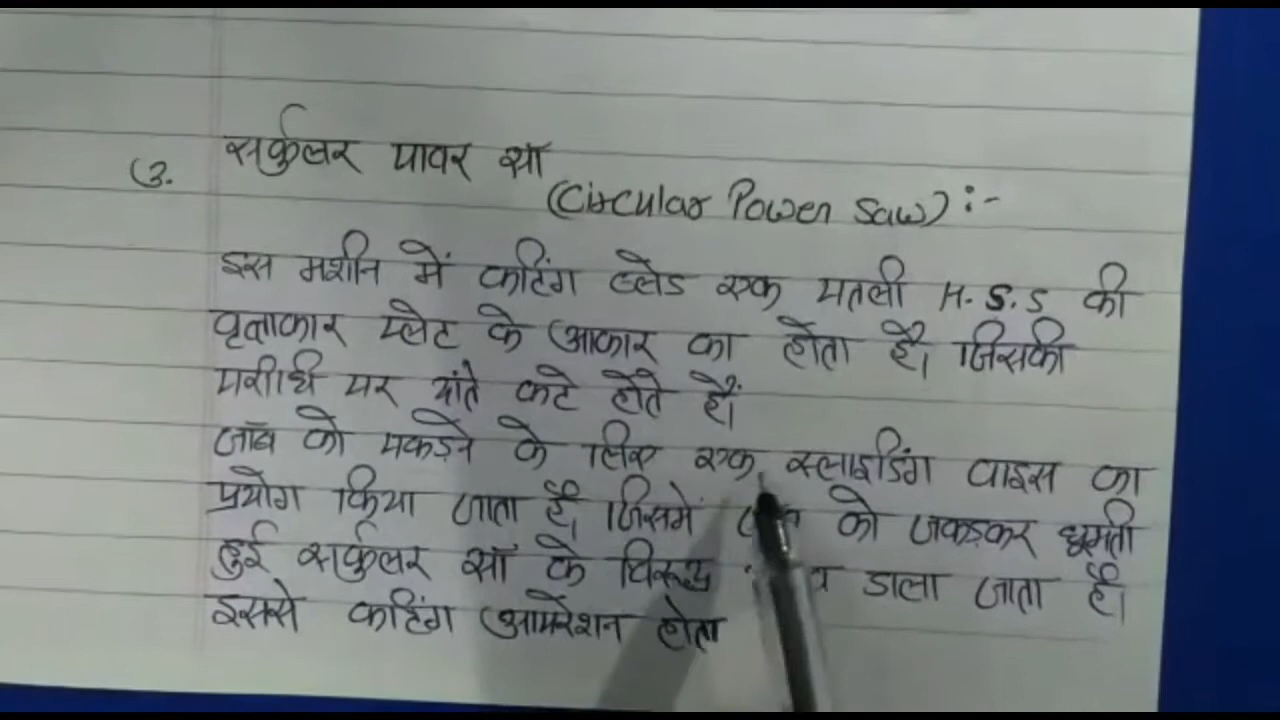 3. सर्कुलर पावर सॉ
(Circular Power Saw) :-
इस मशीन में कटिंग ब्लेड एक पतली H.S.S की
वृत्ताकार प्लेट के आकार का होता है। जिसकी
परीधि पर दांते कटे होते हैं।
जॉब को पकड़ने के लिए एक स्लाइडिंग वाइस का
प्रयोग किया जाता है। जिसमें को जकड़कर घूमती
हुई सर्कुलर सॉ के विरूद्ध डाला जाता है।
इससे कटिंग आपरेशन होता